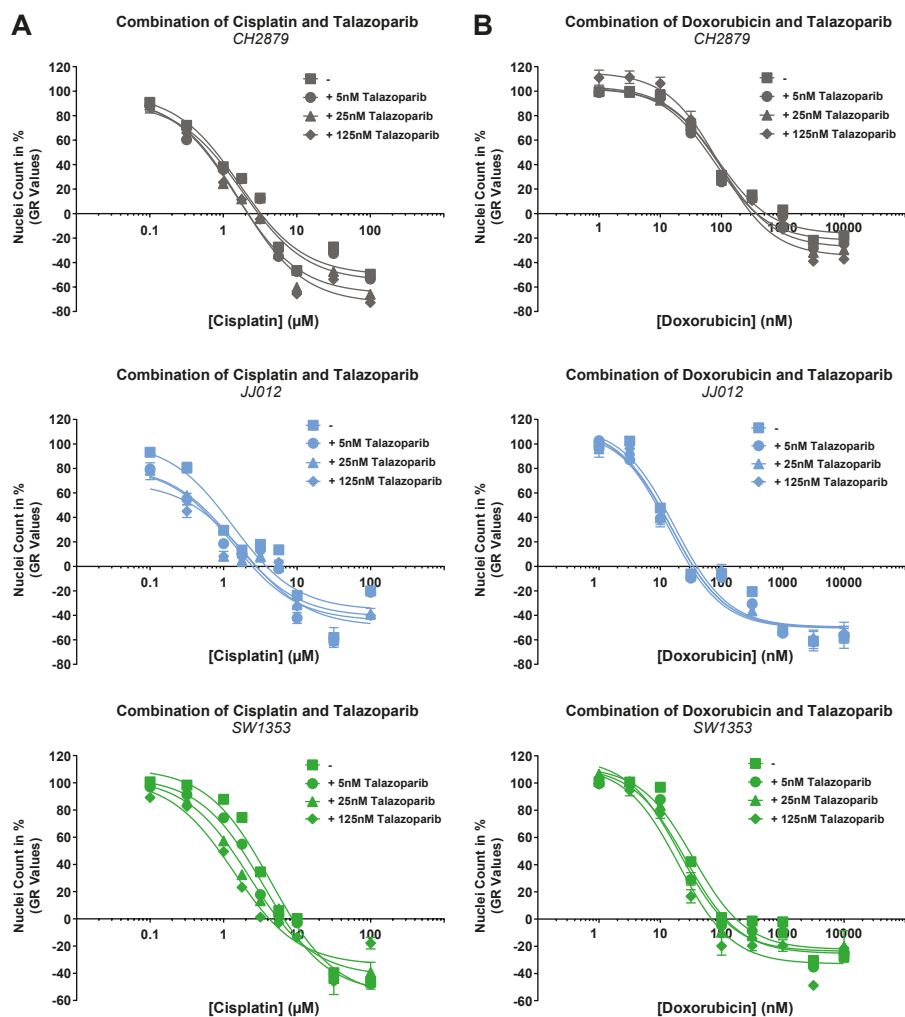 A
Combination of Cisplatin and Talazoparib
CH2879
Nuclei Count in %
(GR Values)
120
100
80
60
40
20
0
-20
-40
-60
-80
0.1
1
10
100
-
+ 5nM Talazoparib
+ 25nM Talazoparib
+ 125nM Talazoparib
[Cisplatin] (µM)
B
Combination of Doxorubicin and Talazoparib
CH2879
Nuclei Count in %
(GR Values)
120
100
80
60
40
20
0
-20
-40
-60
-80
1
10
100
1000
10000
-
+ 5nM Talazoparib
+ 25nM Talazoparib
+ 125nM Talazoparib
[Doxorubicin] (nM)
Combination of Cisplatin and Talazoparib
JJ012
Nuclei Count in %
(GR Values)
120
100
80
60
40
20
0
-20
-40
-60
-80
0.1
1
10
100
-
+ 5nM Talazoparib
+ 25nM Talazoparib
+ 125nM Talazoparib
[Cisplatin] (µM)
Combination of Doxorubicin and Talazoparib
JJ012
Nuclei Count in %
(GR Values)
120
100
80
60
40
20
0
-20
-40
-60
-80
1
10
100
1000
10000
-
+ 5nM Talazoparib
+ 25nM Talazoparib
+ 125nM Talazoparib
[Doxorubicin] (nM)
Combination of Cisplatin and Talazoparib
SW1353
Nuclei Count in %
(GR Values)
120
100
80
60
40
20
0
-20
-40
-60
0.1
1
10
100
-
+ 5nM Talazoparib
+ 25nM Talazoparib
+ 125nM Talazoparib
[Cisplatin] (µM)
Combination of Doxorubicin and Talazoparib
SW1353
Nuclei Count in %
(GR Values)
120
100
80
60
40
20
0
-20
-40
-60
1
10
100
1000
10000
-
+ 5nM Talazoparib
+ 25nM Talazoparib
+ 125nM Talazoparib
[Doxorubicin] (nM)